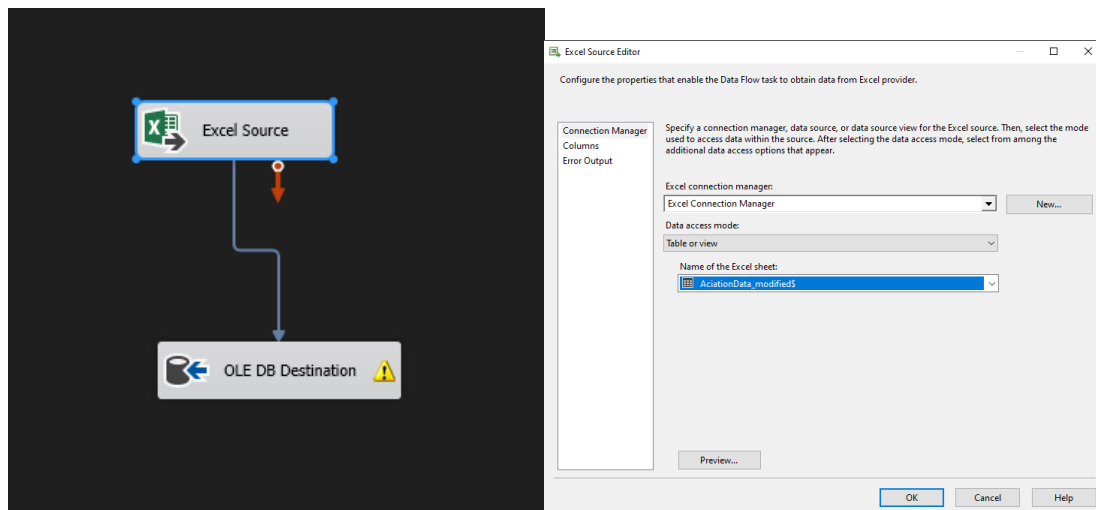 Excel Source
OLE DB Destination
Excel Source Editor
Configure the properties that enable the Data Flow task to obtain data from Excel provider.
Connection Manager
Columns
Error Output
Specify a connection manager, data source, or data source view for the Excel source. Then, select the mode
used to access data within the source. After selecting the data access mode, select from among the
additional data access options that appear.
Excel connection manager:
Excel Connection Manager
New...
Data access mode:
Table or view
Name of the Excel sheet:
AciationData_modified$
Preview...
OK
Cancel
Help